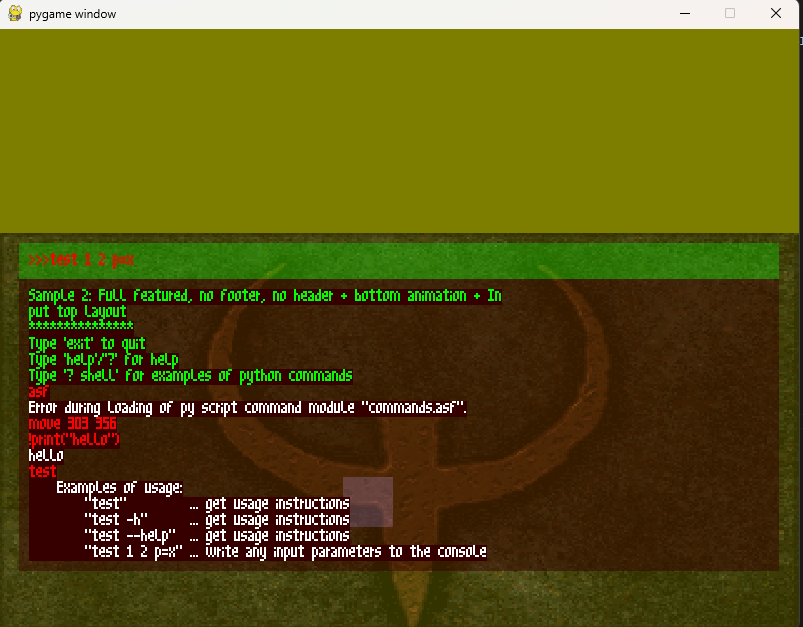 pygame window
>>>test 1 2 p=x
Sample 2: Full featured, no footer, no header + bottom animation + In
put top layout
***************
Type 'exit' to quit
Type 'help'/'?' for help
Type '? shell' for examples of python commands
asf
Error during loading of py script command module "commands.asf".
move 303 356
!print("hello")
hello
test
Examples of usage:
"test" ... get usage instructions
"test -h" ... get usage instructions
"test --help" ... get usage instructions
"test 1 2 p=x" ... write any input parameters to the console